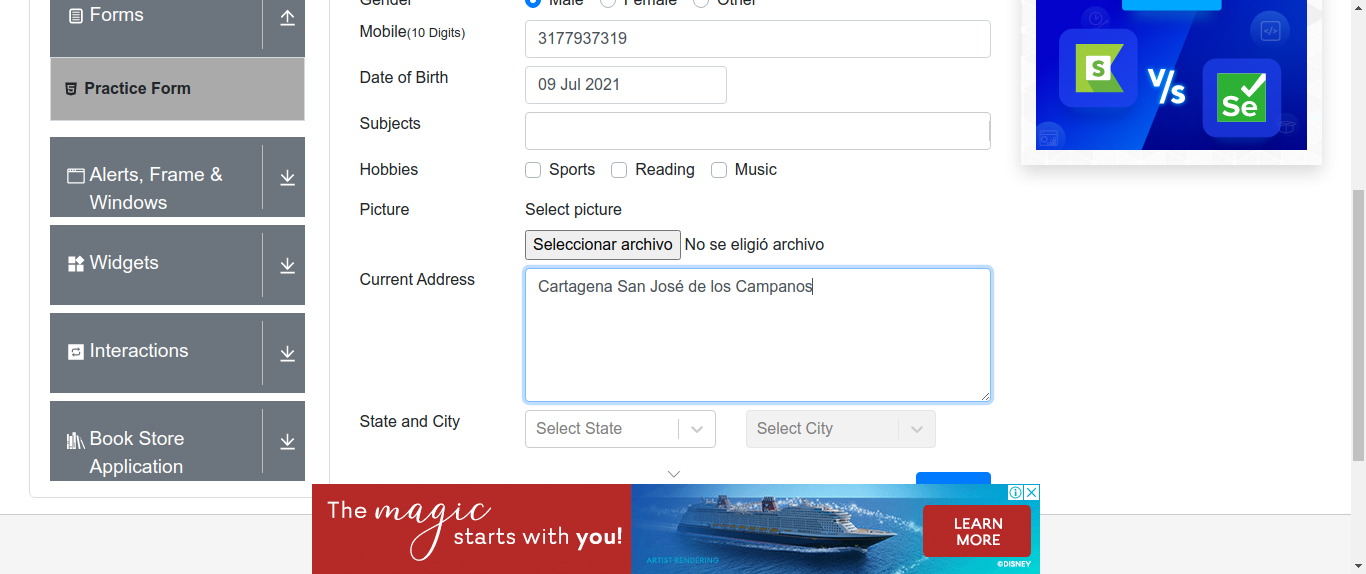 Forms
Practice Form
Alerts, Frame &
Windows
Widgets
Interactions
Book Store
Application
Gender Male Female Other
Mobile(10 Digits) 3177937319
Date of Birth 09 Jul 2021
Subjects
Hobbies Sports Reading Music
Picture Select picture
Seleccionar archivo No se eligió archivo
Current Address Cartagena San José de los Campanos
State and City Select State Select City
S V/s Se
The magic
starts with you!
ARTIST RENDERING
LEARN
MORE
©DISNEY